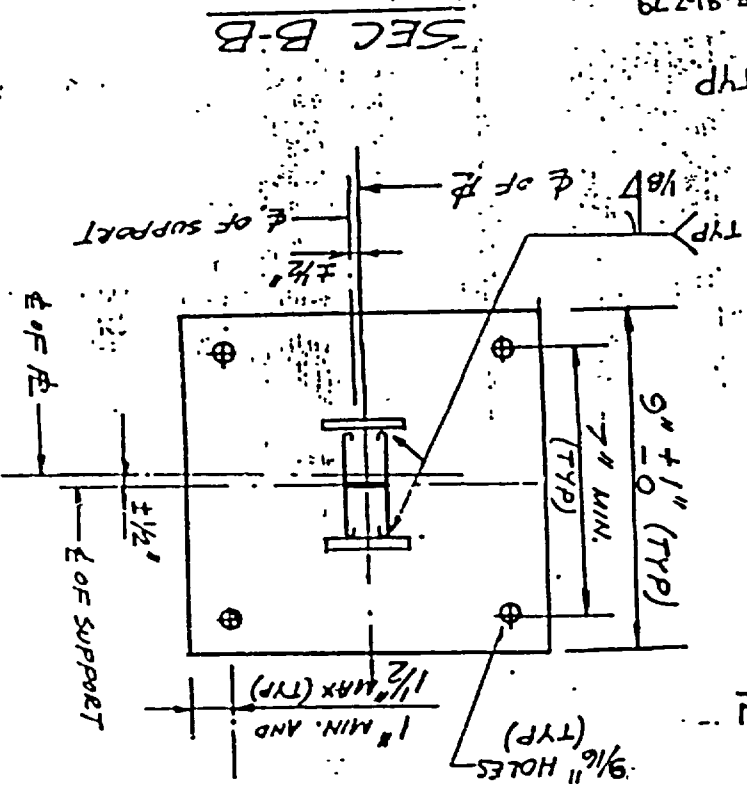 9/16" HOLES
(TYP)
1" MIN. AND
1 1/2" MAX (TYP)
℄ OF SUPPORT
±1/2"
℄ OF ⅊
9" +1" -0 (TYP)
7" MIN.
(TYP)
±1/2"
℄ OF SUPPORT
℄ OF ⅊
TYP
1/8
TYP
SEC B-B